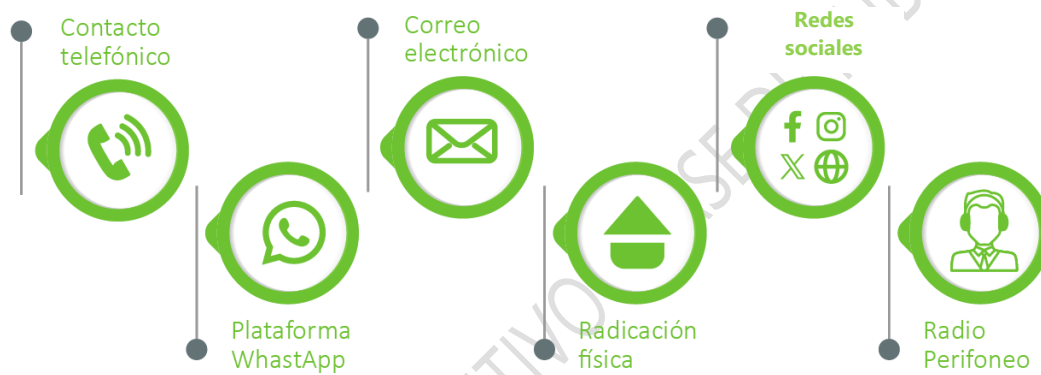 Contacto
telefónico
Plataforma
WhastApp
Correo
electrónico
Radicación
física
Redes
sociales
Radio
Perifoneo